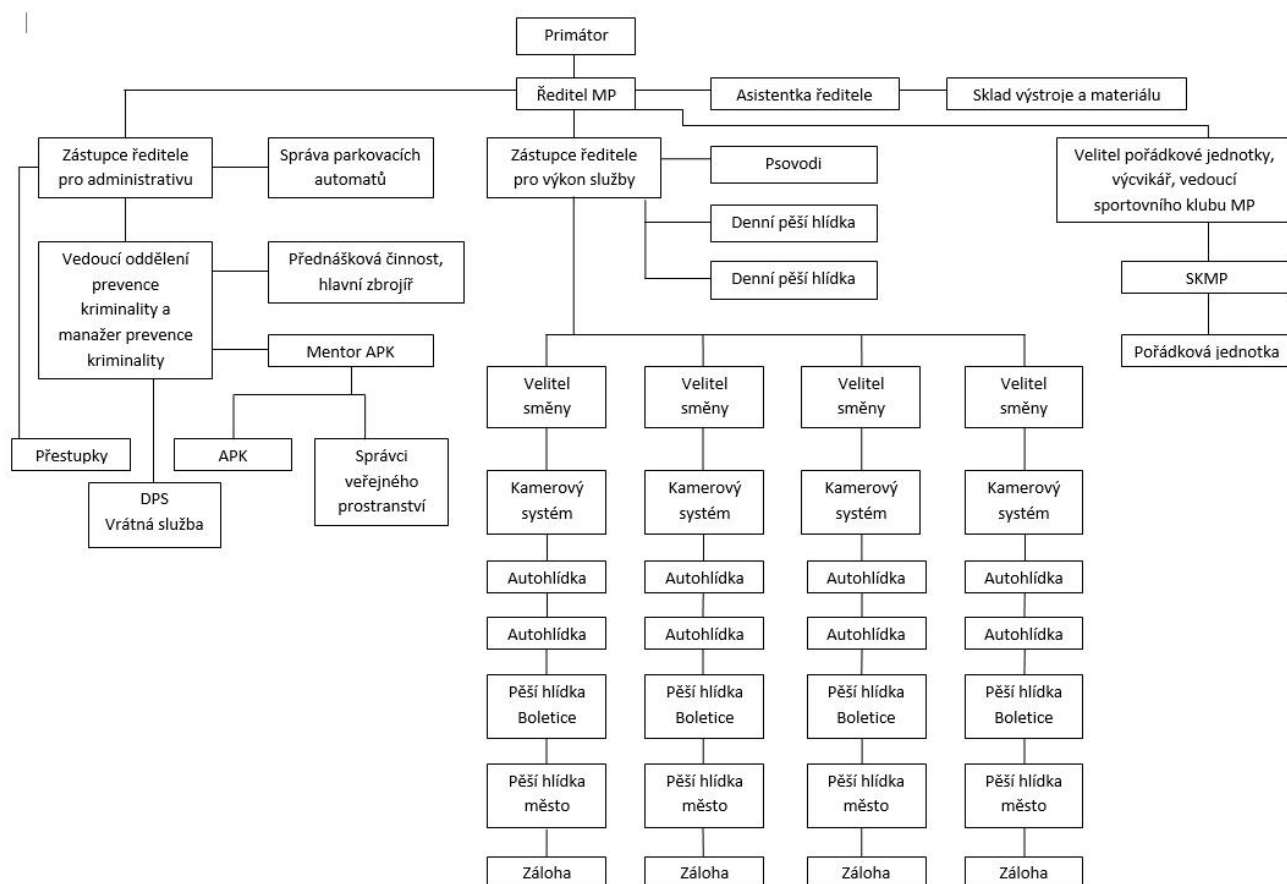 Primátor
Ředitel MP
Asistentka ředitele
Sklad výstroje a materiálu
Zástupce ředitele
pro administrativu
Správa parkovacích
automatů
Zástupce ředitele
pro výkon služby
Psovodi
Velitel pořádkové jednotky,
výcvikář, vedoucí
sportovního klubu MP
Denní pěší hlídka
Denní pěší hlídka
Vedoucí oddělení
prevence
kriminality a
manažer prevence
kriminality
Přednášková činnost,
hlavní zbrojíř
SKMP
Mentor APK
Pořádková jednotka
Přestupky
APK
Správci
veřejného
prostranství
DPS
Vrátná služba
Velitel
směny
Velitel
směny
Velitel
směny
Velitel
směny
Kamerový
systém
Kamerový
systém
Kamerový
systém
Kamerový
systém
Autohlídka
Autohlídka
Autohlídka
Autohlídka
Autohlídka
Autohlídka
Autohlídka
Autohlídka
Pěší hlídka
Boletice
Pěší hlídka
Boletice
Pěší hlídka
Boletice
Pěší hlídka
Boletice
Pěší hlídka
město
Pěší hlídka
město
Pěší hlídka
město
Pěší hlídka
město
Záloha
Záloha
Záloha
Záloha